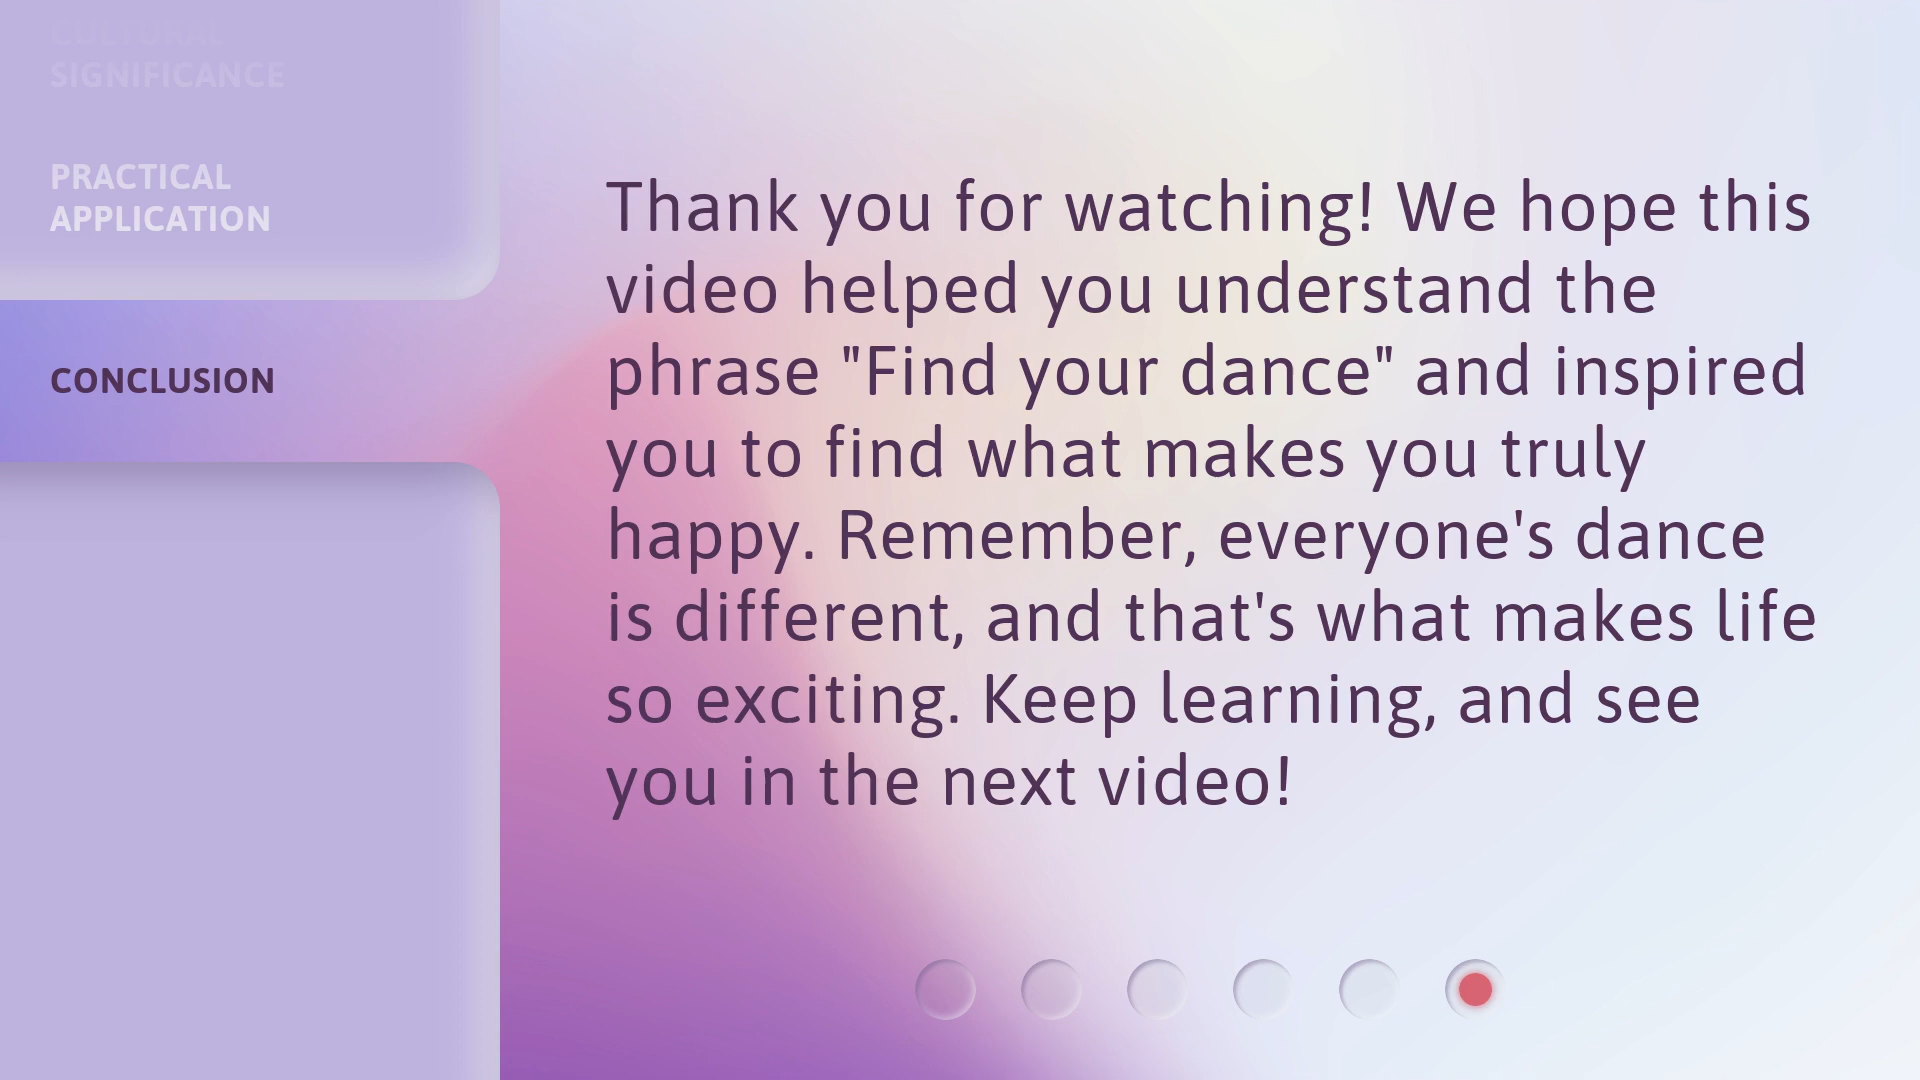 CULTURAL
SIGNIFICANCE
PRACTICAL
APPLICATION
CONCLUSION
Thank you for watching! We hope this
video helped you understand the
phrase "Find your dance" and inspired
you to find what makes you truly
happy. Remember, everyone's dance
is different, and that's what makes life
so exciting. Keep learning, and see
you in the next video!